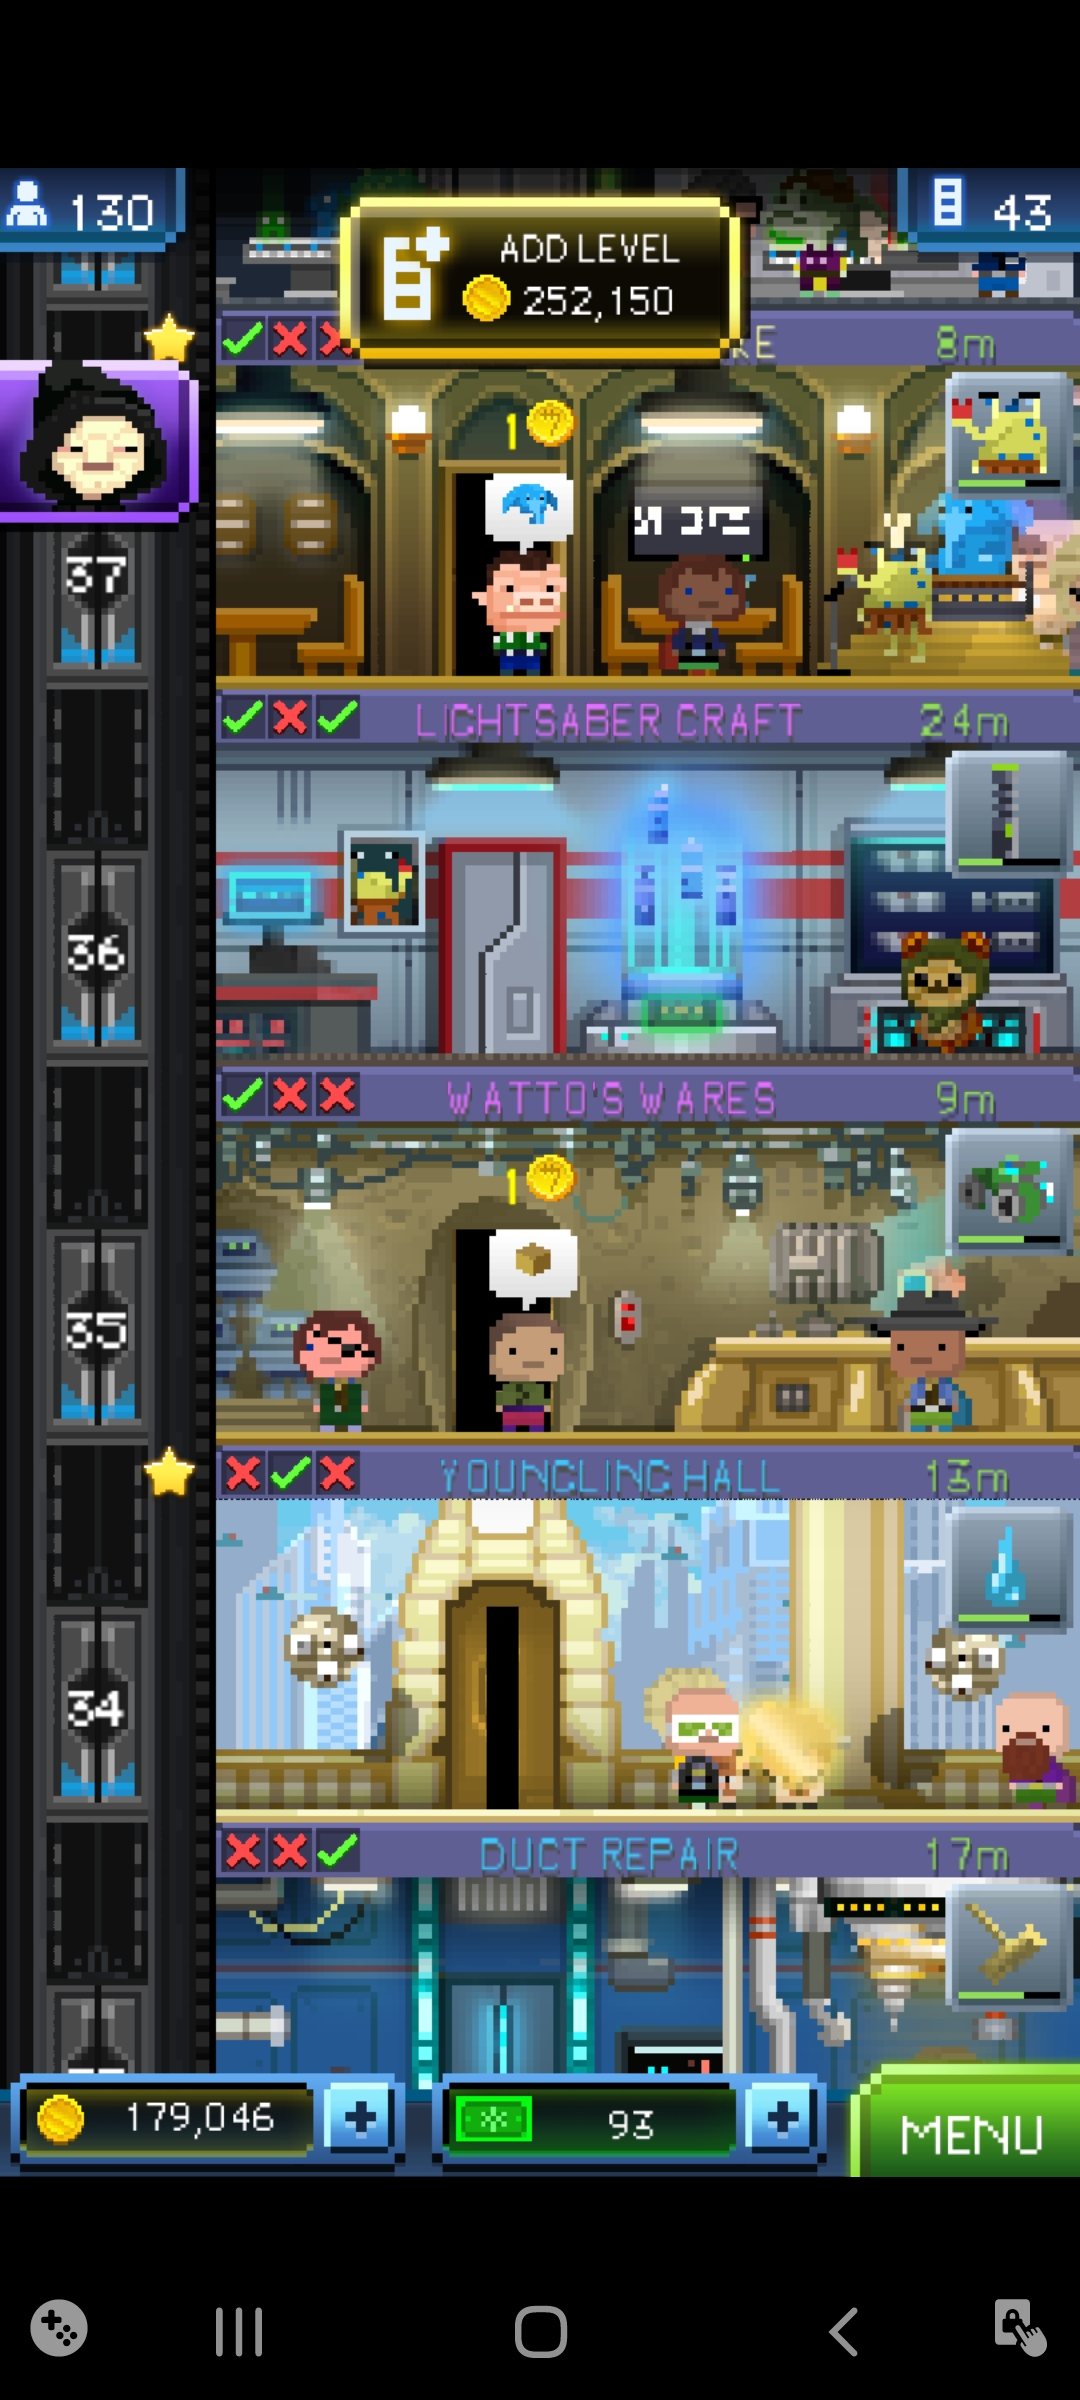 130
43
ADD LEVEL
252,150
KE 8m
1
37
LIGHTSABER CRAFT 24m
36
WATTO'S WARES 9m
1
35
YOUNGLING HALL 13m
34
DUCT REPAIR 17m
179,046
93
MENU